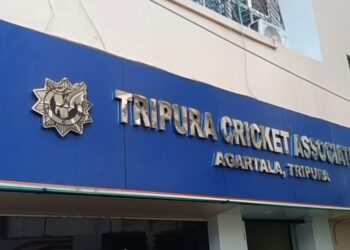 TRIPURA CRICKET ASSOCIAT
AGARTALA, TRIPURA